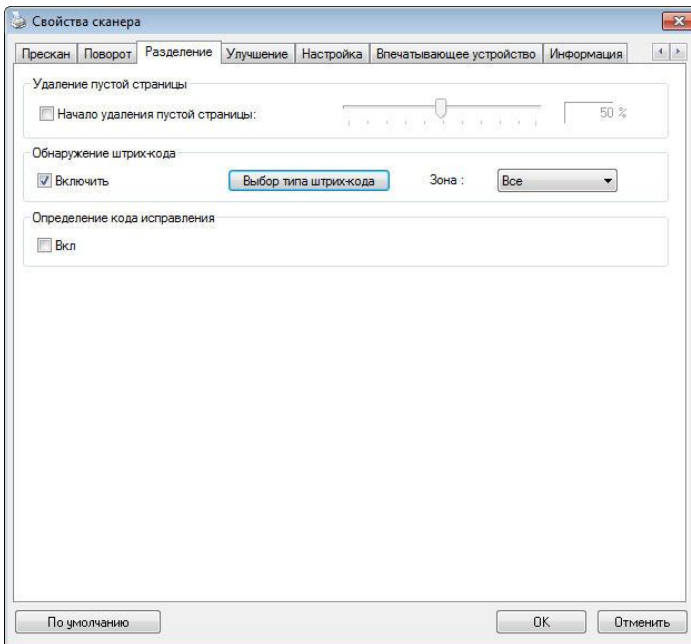 Свойства сканера
Прескан Поворот Разделение Улучшение Настройка Впечатывающее устройство Информация
Удаление пустой страницы
Начало удаления пустой страницы: 50 %
Обнаружение штрих-кода
Включить Выбор типа штрих-кода Зона : Все
Определение кода исправления
Вкл
По умолчанию OK Отменить